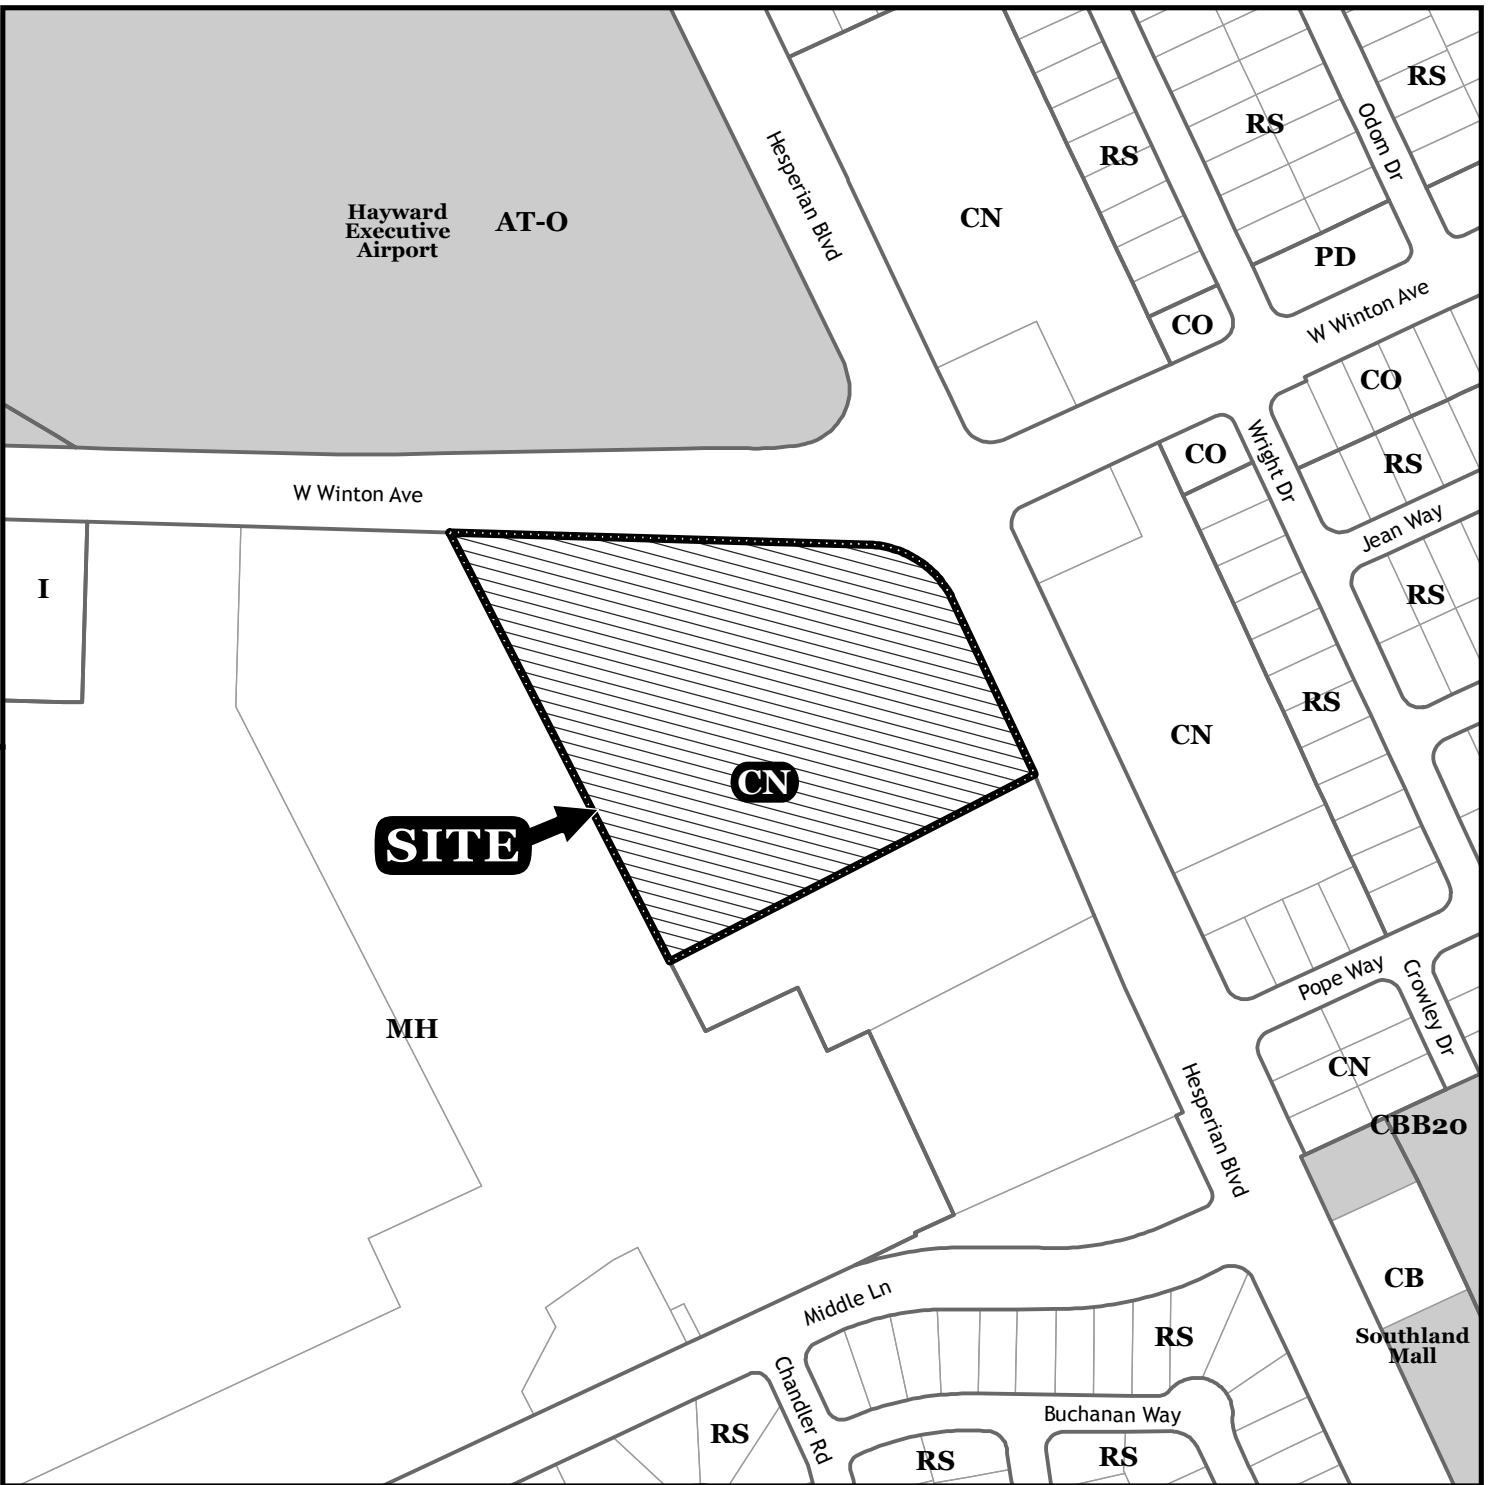 RS
Odom Dr
RS
Hesperian Blvd
RS
Hayward
Executive
Airport
AT-O
CN
PD
W Winton Ave
CO
CO
Wright Dr
CO
RS
W Winton Ave
Jean Way
I
RS
RS
CN
CN
SITE
Pope Way
Crowley Dr
MH
CN
Hesperian Blvd
CBB20
CB
Middle Ln
RS
Southland
Mall
Chandler Rd
Buchanan Way
RS
RS
RS